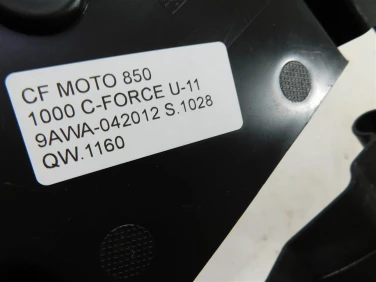 CF MOTO 850
1000 C-FORCE U-11
9AWA-042012 S.1028
QW.1160